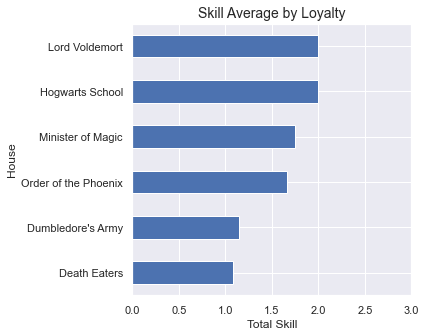 Skill Average by Loyalty
House
Lord Voldemort
Hogwarts School
Minister of Magic
Order of the Phoenix
Dumbledore's Army
Death Eaters
0.0 0.5 1.0 1.5 2.0 2.5 3.0
Total Skill